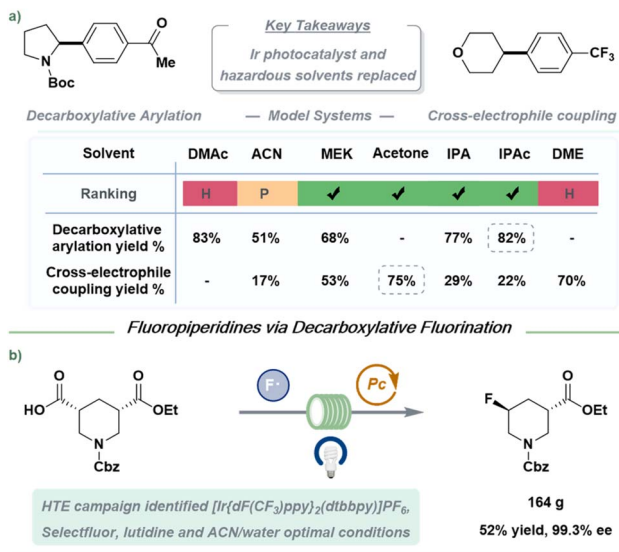 a)
O
Me
N
Boc
Key Takeaways
Ir photocatalyst and
hazardous solvents replaced
O
CF3
Decarboxylative Arylation — Model Systems — Cross-electrophile coupling
Solvent DMAc ACN MEK Acetone IPA IPAc DME
Ranking H P ✓ ✓ ✓ ✓ H
Decarboxylative
arylation yield % 83% 51% 68% - 77% 82% -
Cross-electrophile
coupling yield % - 17% 53% 75% 29% 22% 70%
Fluoropiperidines via Decarboxylative Fluorination
b)
O O
HO OEt
N
Cbz
F· Pc
O
F OEt
N
Cbz
HTE campaign identified [Ir{dF(CF3)ppy}2(dtbbpy)]PF6,
Selectfluor, lutidine and ACN/water optimal conditions
164 g
52% yield, 99.3% ee